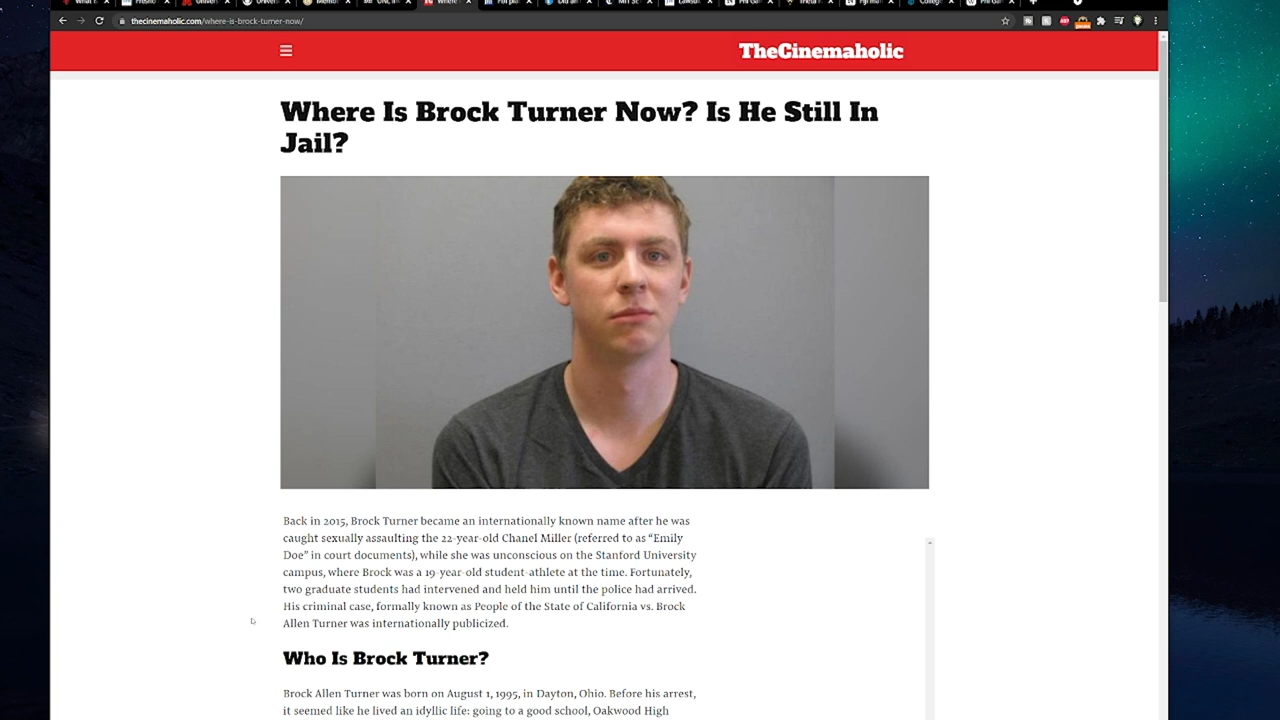 thecinemaholic.com/where-is-brock-turner-now/
TheCinemaholic
Where Is Brock Turner Now? Is He Still In
Jail?
Back in 2015, Brock Turner became an internationally known name after he was
caught sexually assaulting the 22-year-old Chanel Miller (referred to as “Emily
Doe” in court documents), while she was unconscious on the Stanford University
campus, where Brock was a 19-year-old student-athlete at the time. Fortunately,
two graduate students had intervened and held him until the police had arrived.
His criminal case, formally known as People of the State of California vs. Brock
Allen Turner was internationally publicized.
Who Is Brock Turner?
Brock Allen Turner was born on August 1, 1995, in Dayton, Ohio. Before his arrest,
it seemed like he lived an idyllic life: going to a good school, Oakwood High